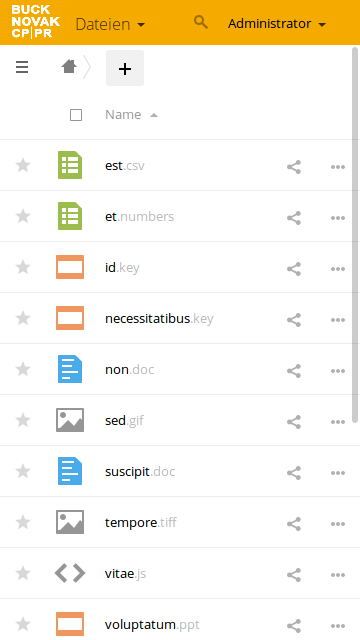 BUCK
NOVAK
CP|PR
Dateien
Administrator
Name
est.csv
et.numbers
id.key
necessitatibus.key
non.doc
sed.gif
suscipit.doc
tempore.tiff
vitae.js
voluptatum.ppt